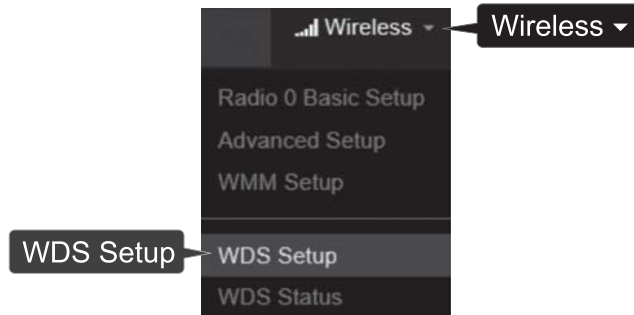 Wireless
Wireless
Radio 0 Basic Setup
Advanced Setup
WMM Setup
WDS Setup
WDS Setup
WDS Status